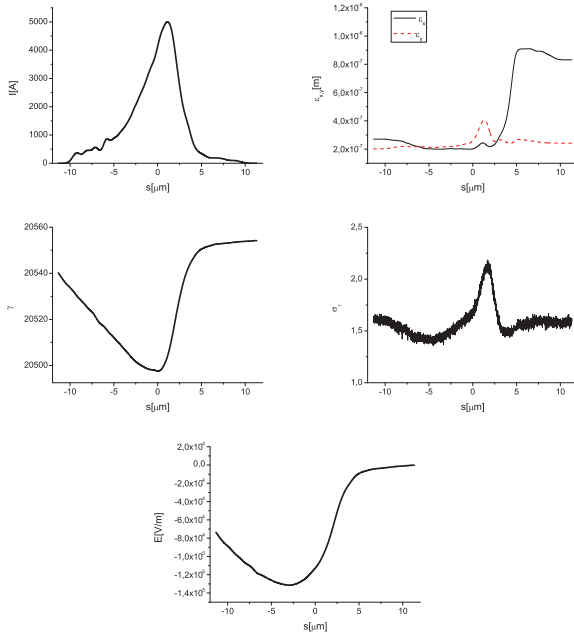 5000
4000
3000
2000
1000
0
I[A]
-10 -5 0 5 10
s[μm]
1,2x10⁻⁶
1,0x10⁻⁶
8,0x10⁻⁷
6,0x10⁻⁷
4,0x10⁻⁷
2,0x10⁻⁷
εx,y[m]
εx
εy
-10 -5 0 5 10
s[μm]
20560
20540
20520
20500
γ
-10 -5 0 5 10
s[μm]
2,5
2,0
1,5
1,0
σγ
-10 -5 0 5 10
s[μm]
2,0x10⁴
0,0
-2,0x10⁴
-4,0x10⁴
-6,0x10⁴
-8,0x10⁴
-1,0x10⁵
-1,2x10⁵
-1,4x10⁵
E[V/m]
-10 -5 0 5 10
s[μm]